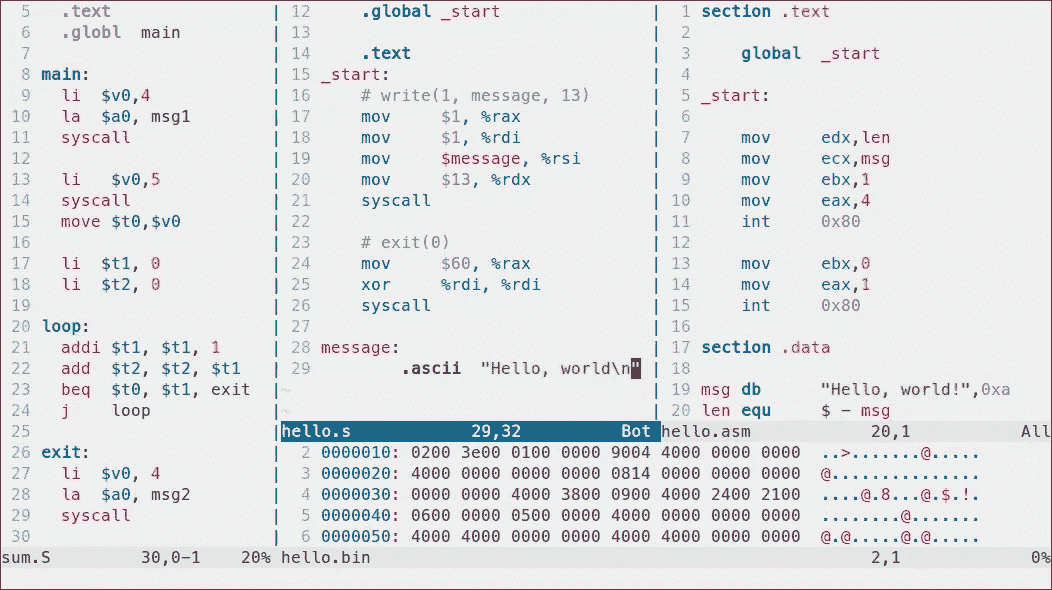 5 .text
6 .globl main
7
8 main:
9 li $v0,4
10 la $a0, msg1
11 syscall
12
13 li $v0,5
14 syscall
15 move $t0,$v0
16
17 li $t1, 0
18 li $t2, 0
19
20 loop:
21 addi $t1, $t1, 1
22 add $t2, $t2, $t1
23 beq $t0, $t1, exit
24 j loop
25
26 exit:
27 li $v0, 4
28 la $a0, msg2
29 syscall
30
sum.S 30,0-1 20%
12 .global _start
13
14 .text
15 _start:
16 # write(1, message, 13)
17 mov $1, %rax
18 mov $1, %rdi
19 mov $message, %rsi
20 mov $13, %rdx
21 syscall
22
23 # exit(0)
24 mov $60, %rax
25 xor %rdi, %rdi
26 syscall
27
28 message:
29 .ascii "Hello, world\n"
~
~
hello.s 29,32 Bot
1 section .text
2
3 global _start
4
5 _start:
6
7 mov edx,len
8 mov ecx,msg
9 mov ebx,1
10 mov eax,4
11 int 0x80
12
13 mov ebx,0
14 mov eax,1
15 int 0x80
16
17 section .data
18
19 msg db "Hello, world!",0xa
20 len equ $ - msg
hello.asm 20,1 All
2 0000010: 0200 3e00 0100 0000 9004 4000 0000 0000 ..>.......@.....
3 0000020: 4000 0000 0000 0000 0814 0000 0000 0000 @...............
4 0000030: 0000 0000 4000 3800 0900 4000 2400 2100 ....@.8...@.$.!.
5 0000040: 0600 0000 0500 0000 4000 0000 0000 0000 ........@.......
6 0000050: 4000 4000 0000 0000 4000 4000 0000 0000 @.@.....@.@.....
hello.bin 2,1 0%